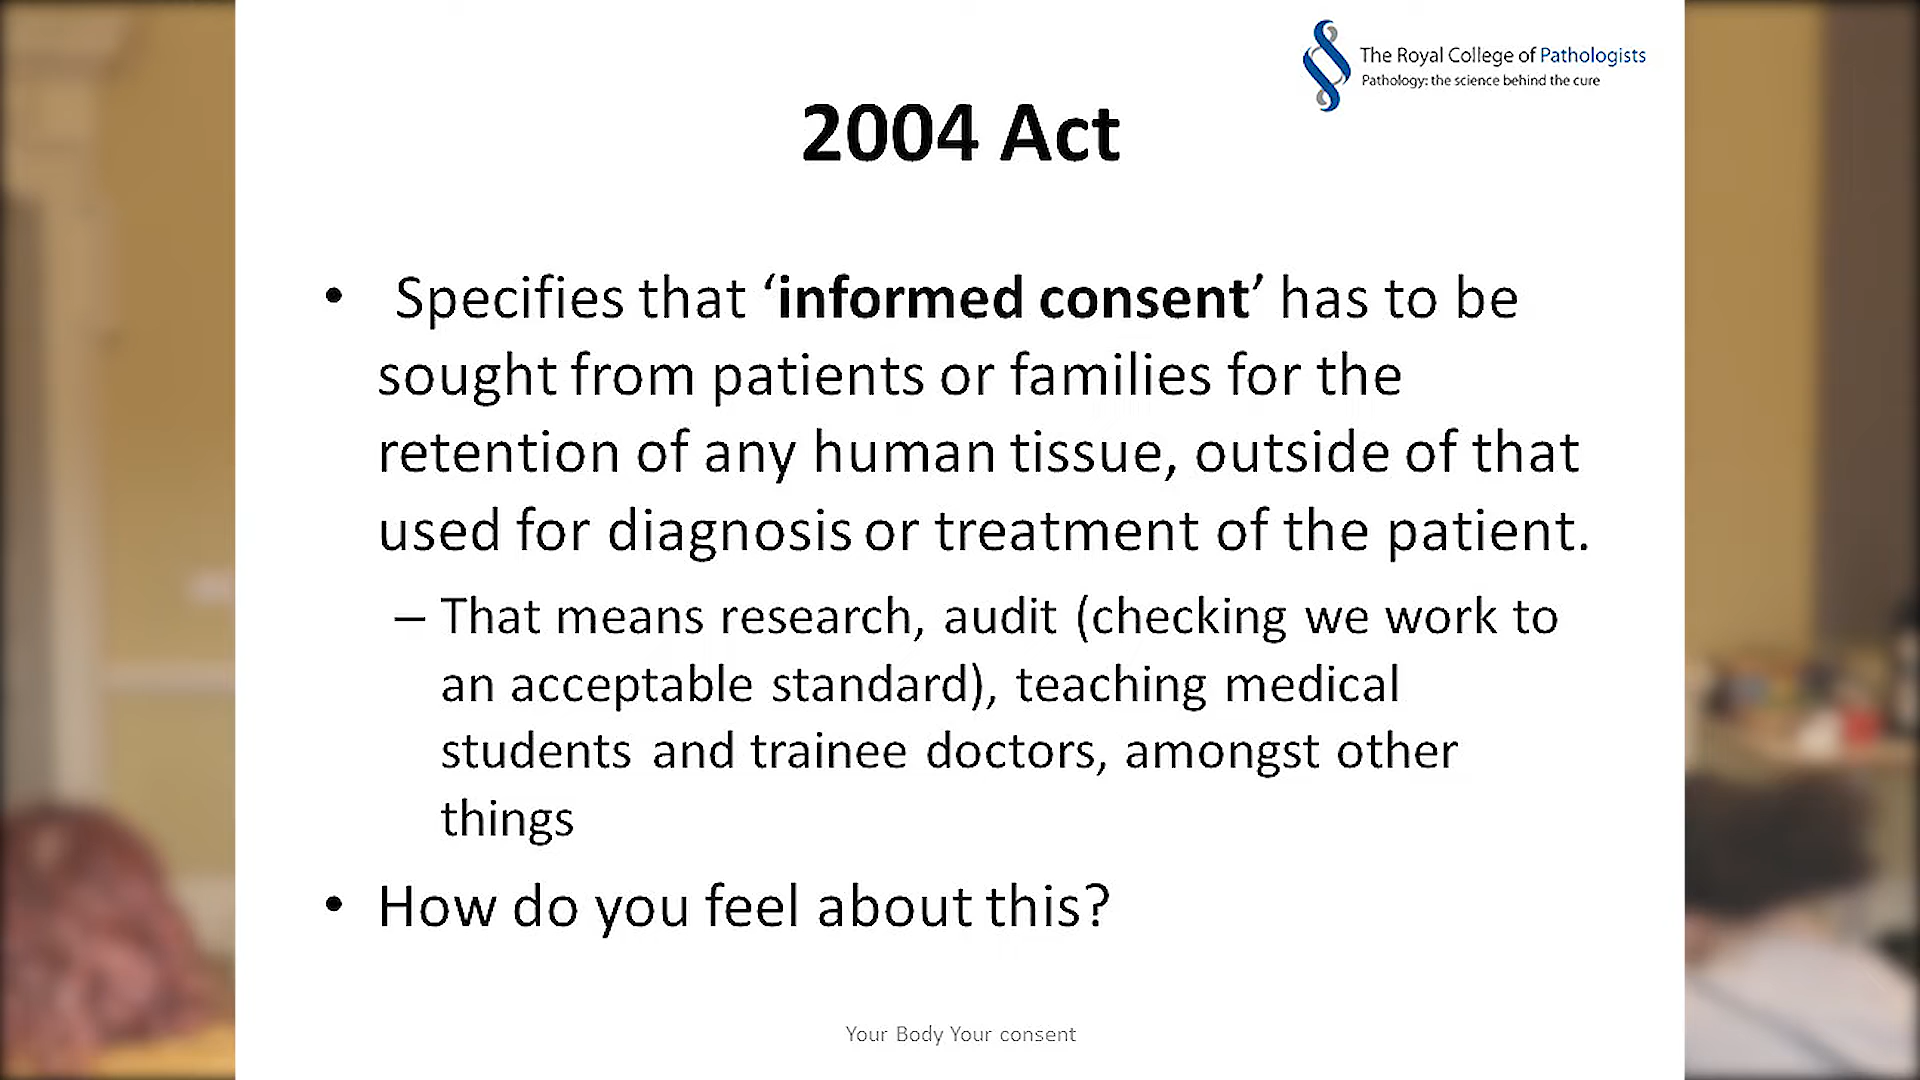 The Royal College of Pathologists
Pathology: the science behind the cure
2004 Act
• Specifies that ‘informed consent’ has to be
sought from patients or families for the
retention of any human tissue, outside of that
used for diagnosis or treatment of the patient.
– That means research, audit (checking we work to
an acceptable standard), teaching medical
students and trainee doctors, amongst other
things
• How do you feel about this?
Your Body Your consent